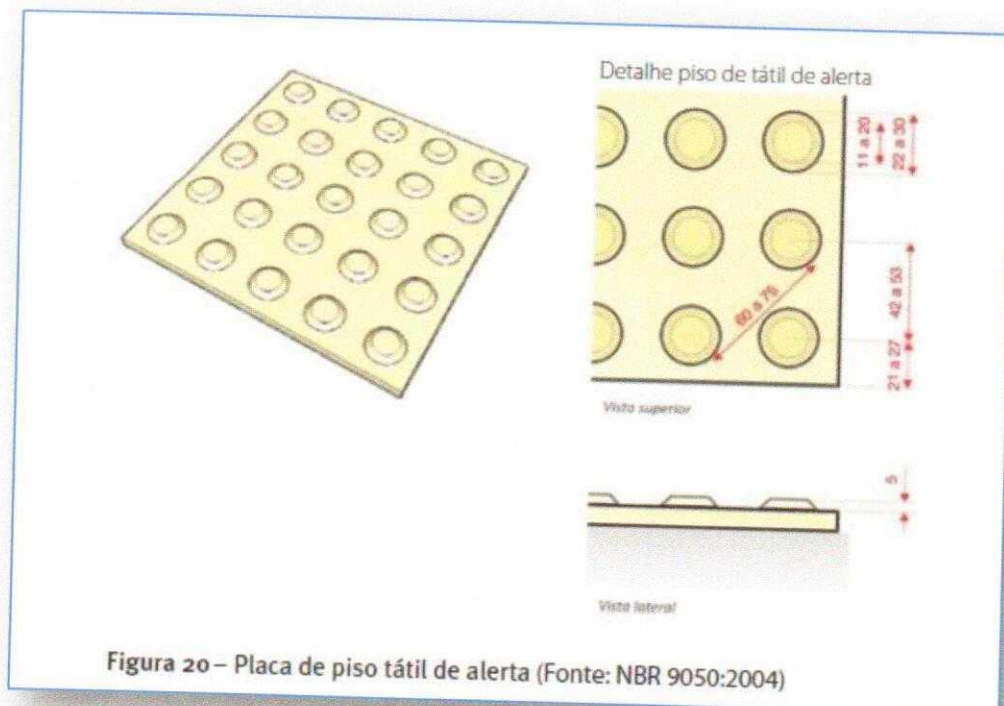 Detalhe piso de tátil de alerta
11 a 20
22 a 30
60 a 75
42 a 53
21 a 27
Vista superior
5
Vista lateral
Figura 20 – Placa de piso tátil de alerta (Fonte: NBR 9050:2004)